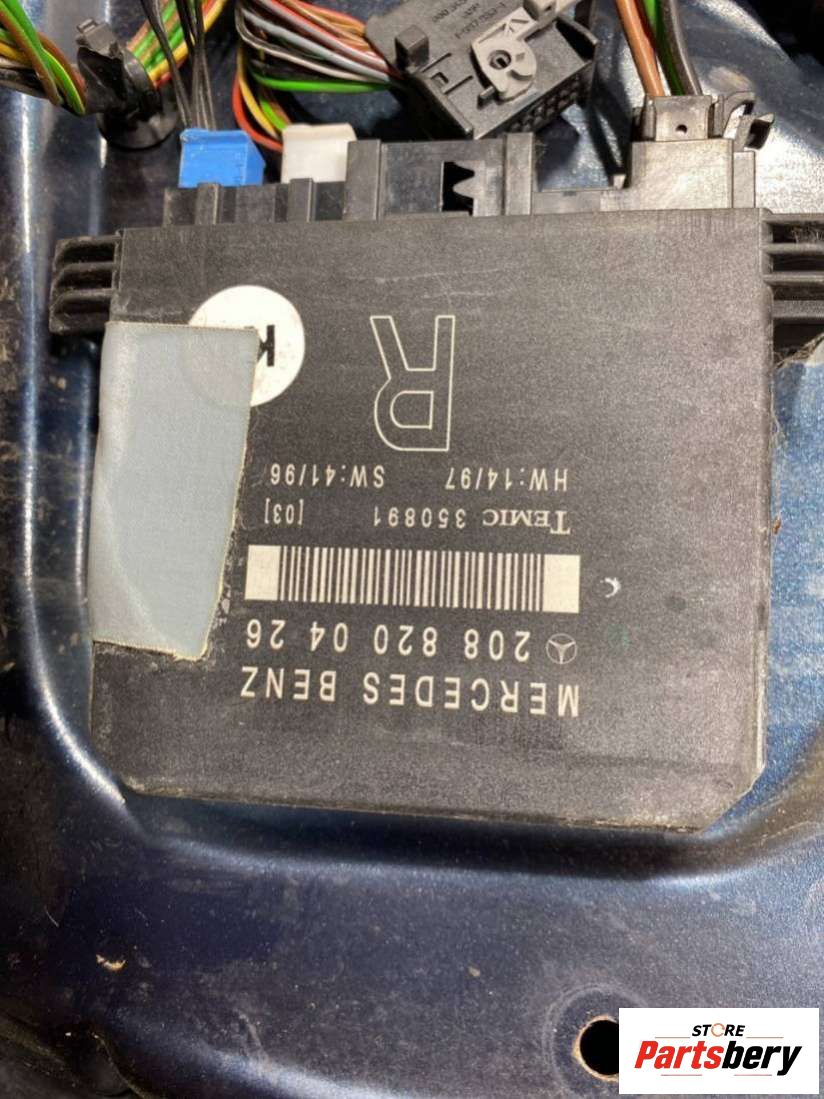 MERCEDES BENZ
208 820 04 26
TEMIC 350891 [03]
HW:14/97 SW:41/96
R
K
STORE
Partsbery